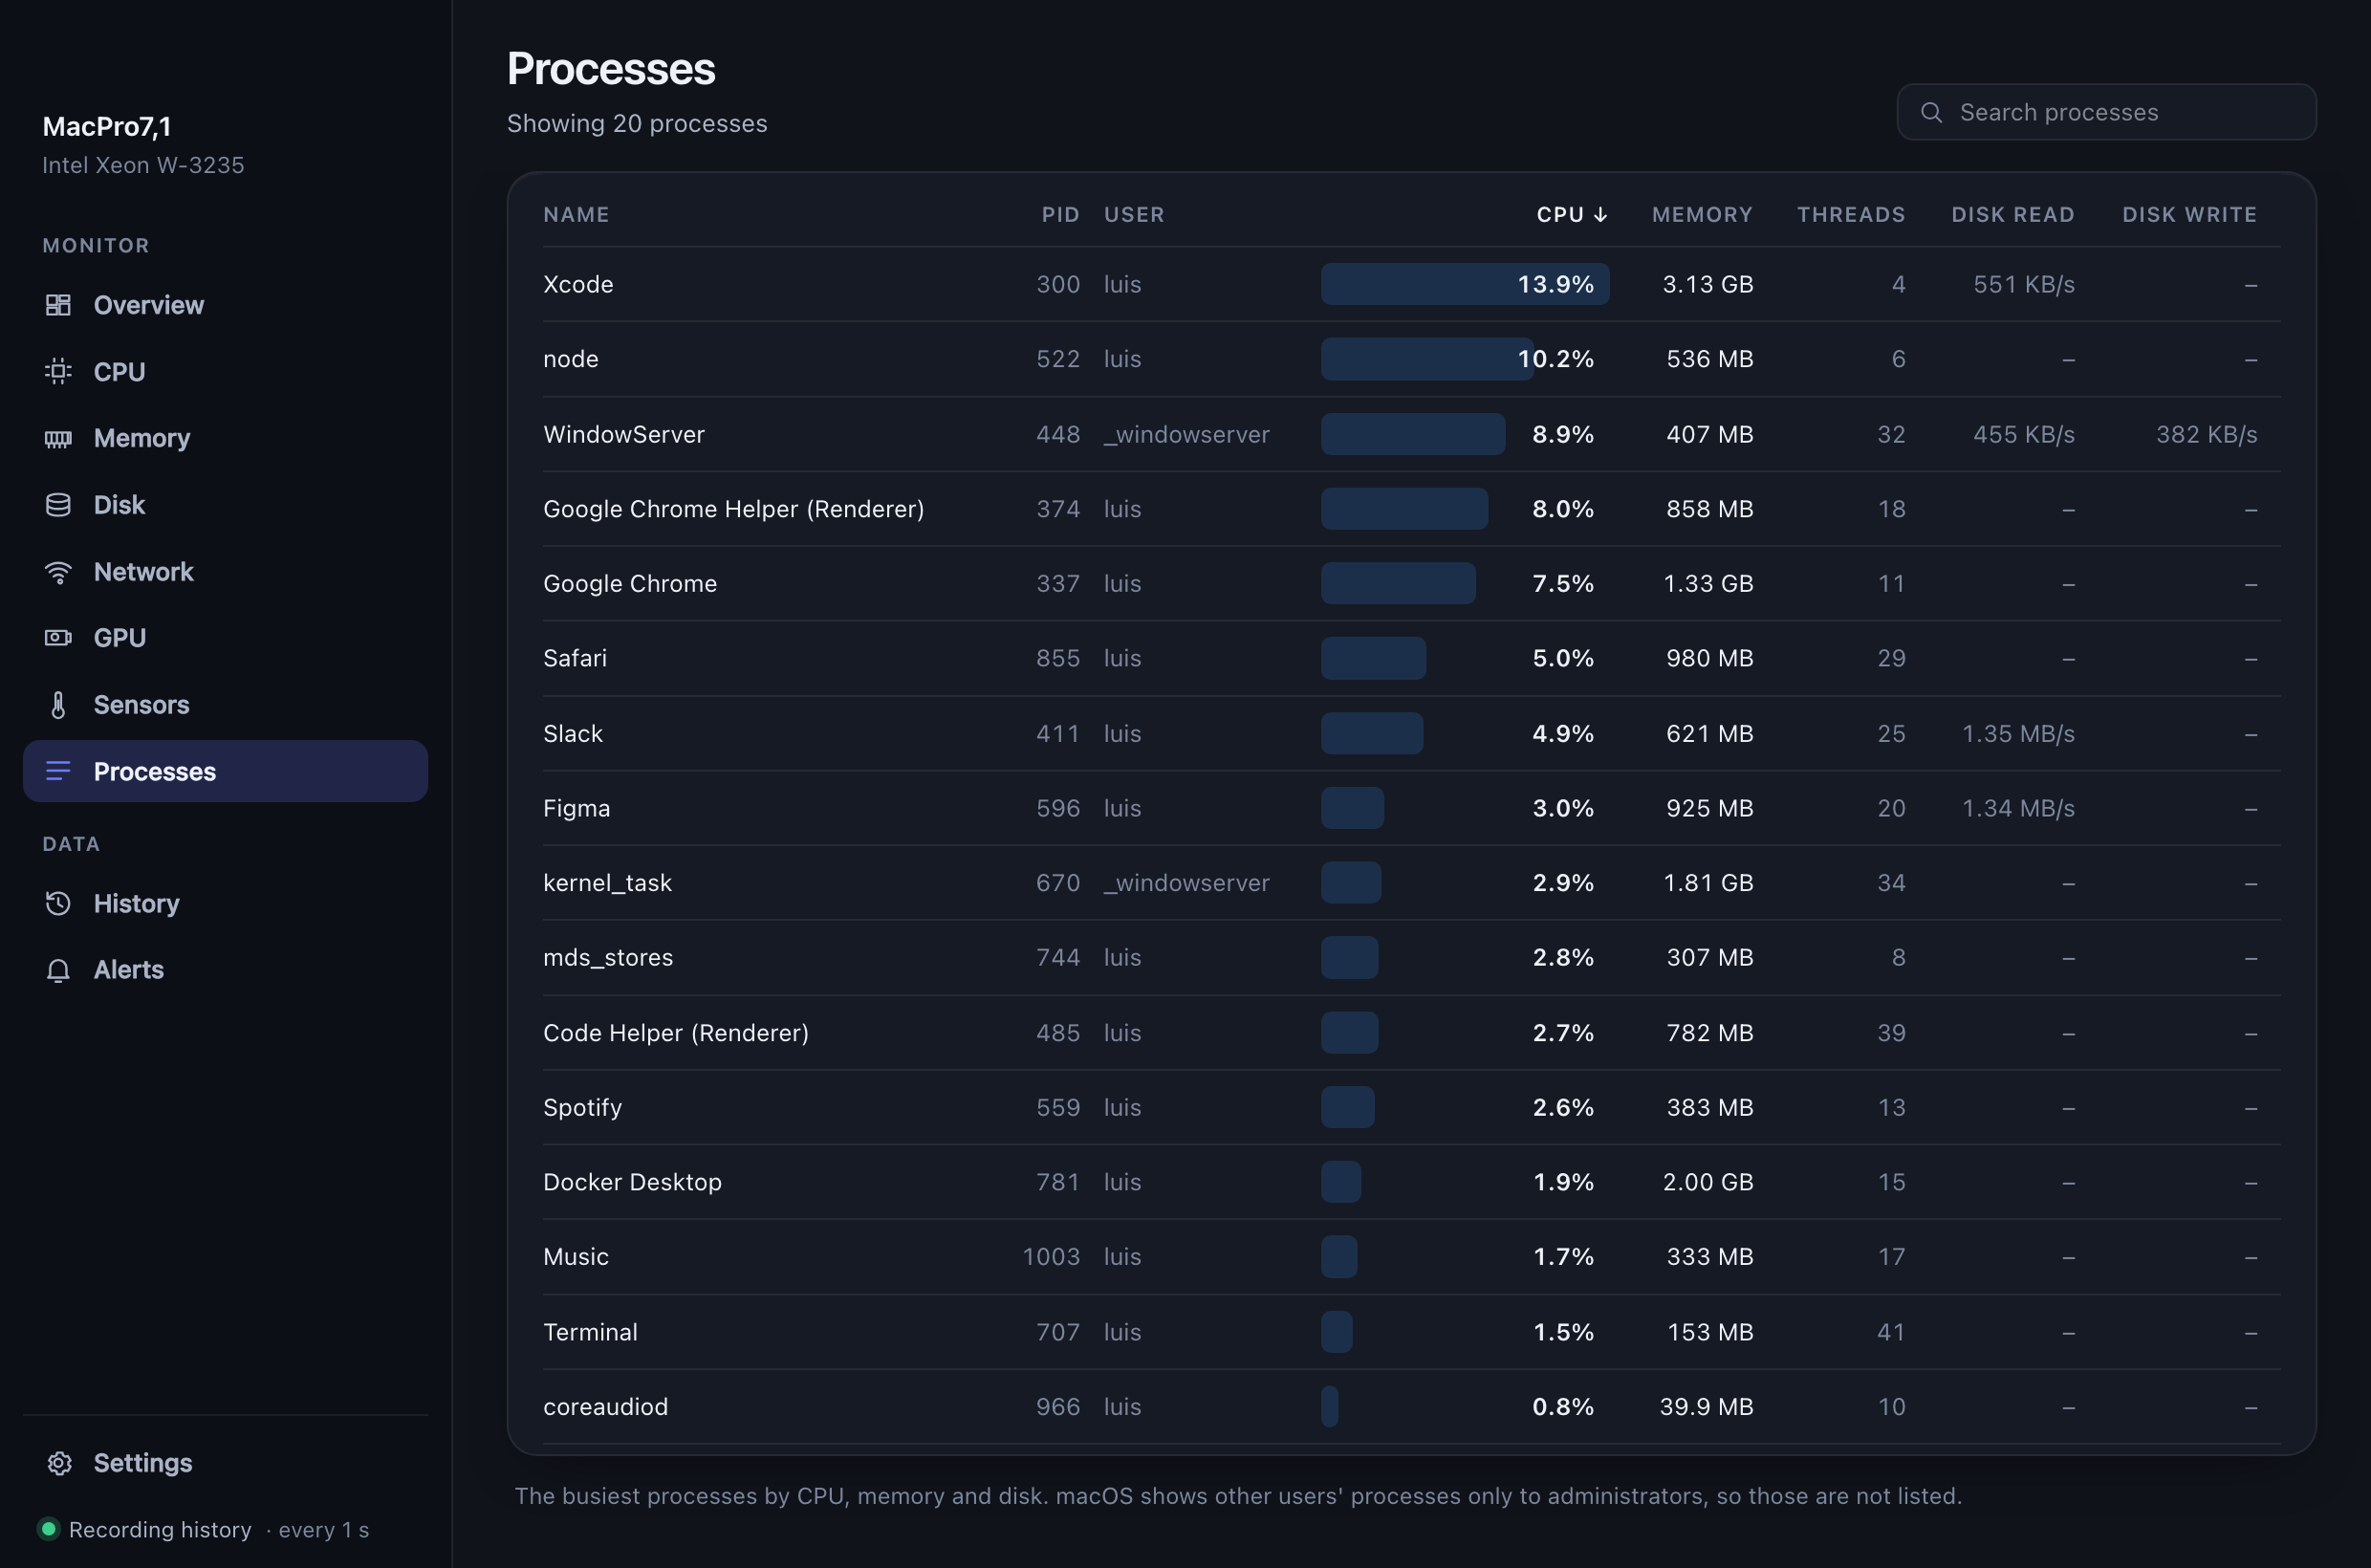 MacPro7,1
Intel Xeon W-3235
MONITOR
Overview
CPU
Memory
Disk
Network
GPU
Sensors
Processes
DATA
History
Alerts
Settings
Recording history · every 1 s
Processes
Showing 20 processes
Search processes
NAME PID USER CPU ↓ MEMORY THREADS DISK READ DISK WRITE
Xcode 300 luis 13.9% 3.13 GB 4 551 KB/s –
node 522 luis 10.2% 536 MB 6 – –
WindowServer 448 _windowserver 8.9% 407 MB 32 455 KB/s 382 KB/s
Google Chrome Helper (Renderer) 374 luis 8.0% 858 MB 18 – –
Google Chrome 337 luis 7.5% 1.33 GB 11 – –
Safari 855 luis 5.0% 980 MB 29 – –
Slack 411 luis 4.9% 621 MB 25 1.35 MB/s –
Figma 596 luis 3.0% 925 MB 20 1.34 MB/s –
kernel_task 670 _windowserver 2.9% 1.81 GB 34 – –
mds_stores 744 luis 2.8% 307 MB 8 – –
Code Helper (Renderer) 485 luis 2.7% 782 MB 39 – –
Spotify 559 luis 2.6% 383 MB 13 – –
Docker Desktop 781 luis 1.9% 2.00 GB 15 – –
Music 1003 luis 1.7% 333 MB 17 – –
Terminal 707 luis 1.5% 153 MB 41 – –
coreaudiod 966 luis 0.8% 39.9 MB 10 – –
The busiest processes by CPU, memory and disk. macOS shows other users' processes only to administrators, so those are not listed.